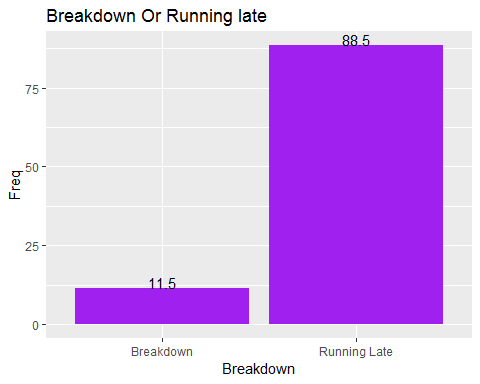 Breakdown Or Running late
88.5
75
50
Freq
25
11.5
0
Breakdown
Running Late
Breakdown